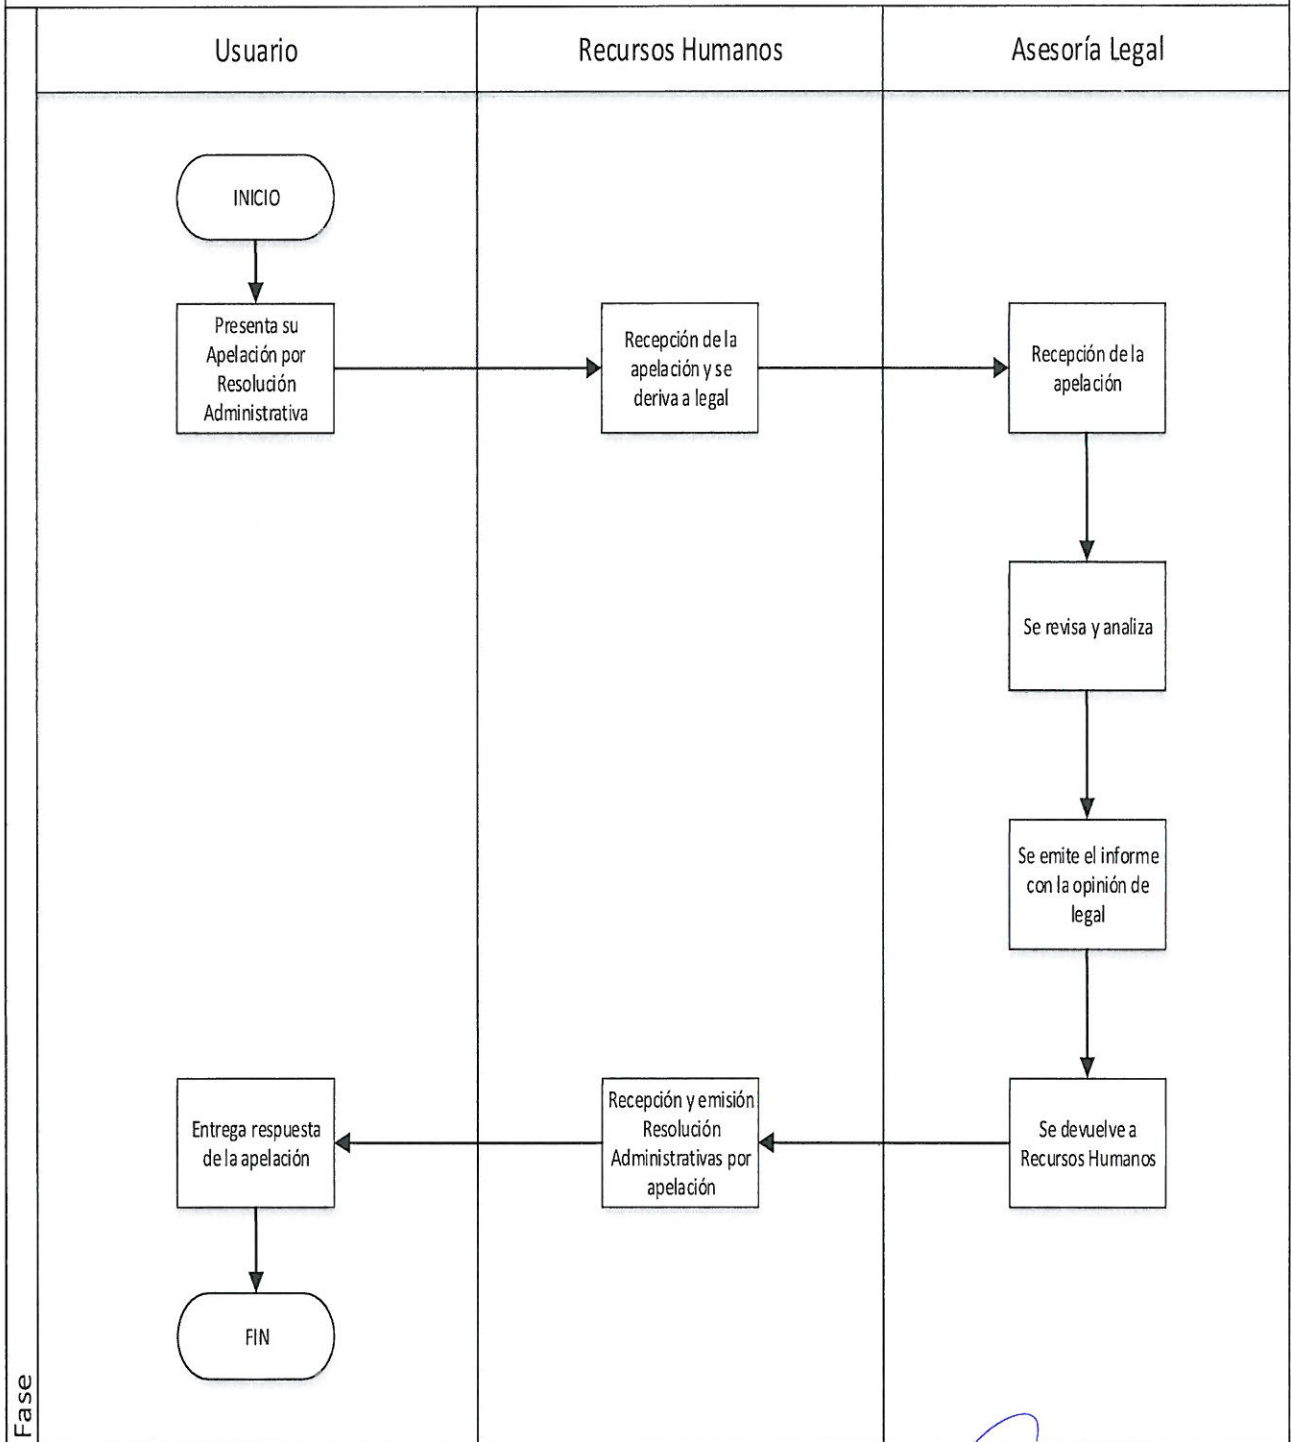 Usuario
Recursos Humanos
Asesoría Legal
INICIO
Presenta su
Apelación por
Resolución
Administrativa
Recepción de la
apelación y se
deriva a legal
Recepción de la
apelación
Se revisa y analiza
Se emite el informe
con la opinión de
legal
Se devuelve a
Recursos Humanos
Recepción y emisión
Resolución
Administrativas por
apelación
Entrega respuesta
de la apelación
FIN
Fase